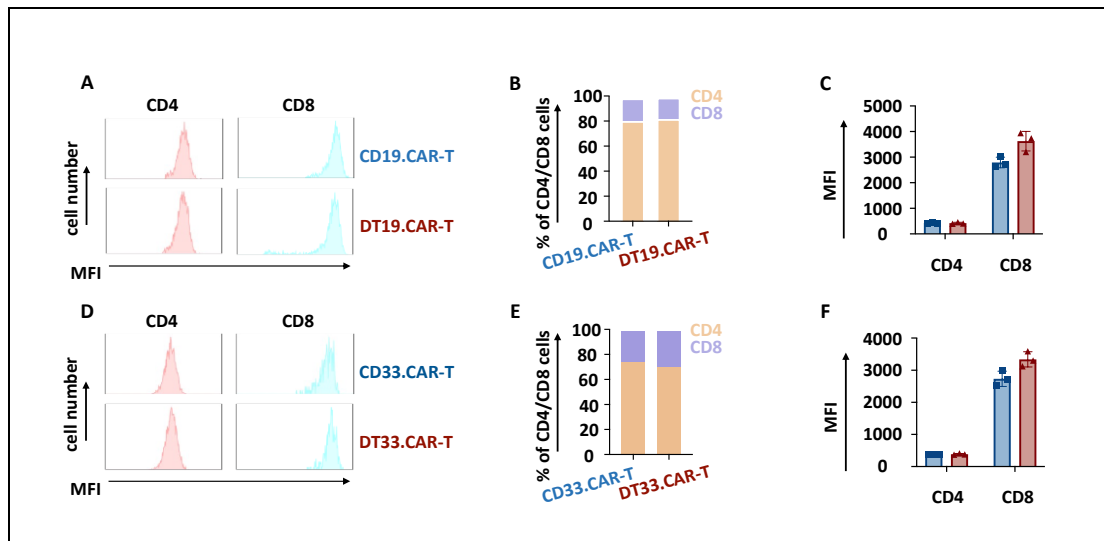 A
CD4
CD8
cell number
CD19.CAR-T
DT19.CAR-T
MFI
B
% of CD4/CD8 cells
100
80
60
40
20
0
CD4
CD8
CD19.CAR-T
DT19.CAR-T
C
MFI
5000
4000
3000
2000
1000
0
CD4
CD8
D
CD4
CD8
cell number
CD33.CAR-T
DT33.CAR-T
MFI
E
% of CD4/CD8 cells
100
80
60
40
20
0
CD4
CD8
CD33.CAR-T
DT33.CAR-T
F
MFI
4000
3000
2000
1000
0
CD4
CD8